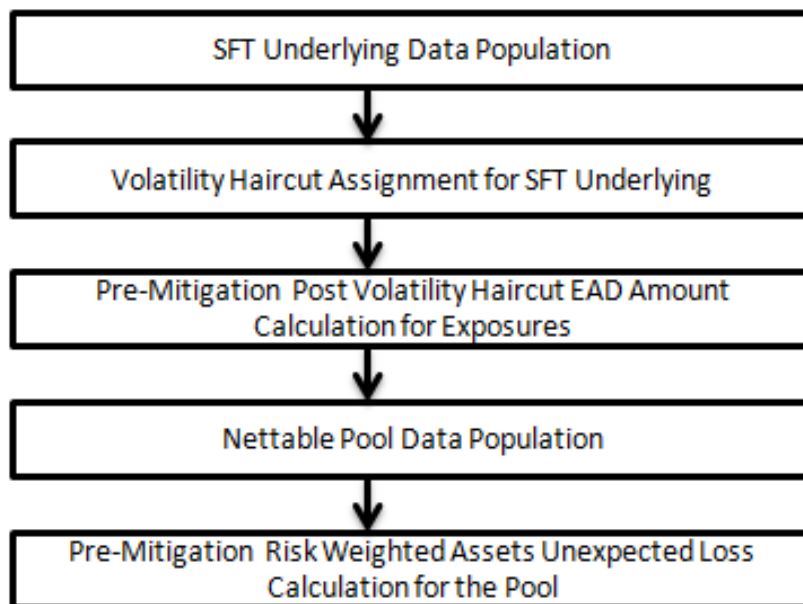 SFT Underlying Data Population
Volatility Haircut Assignment for SFT Underlying
Pre-Mitigation Post Volatility Haircut EAD Amount
Calculation for Exposures
Nettable Pool Data Population
Pre-Mitigation Risk Weighted Assets Unexpected Loss
Calculation for the Pool